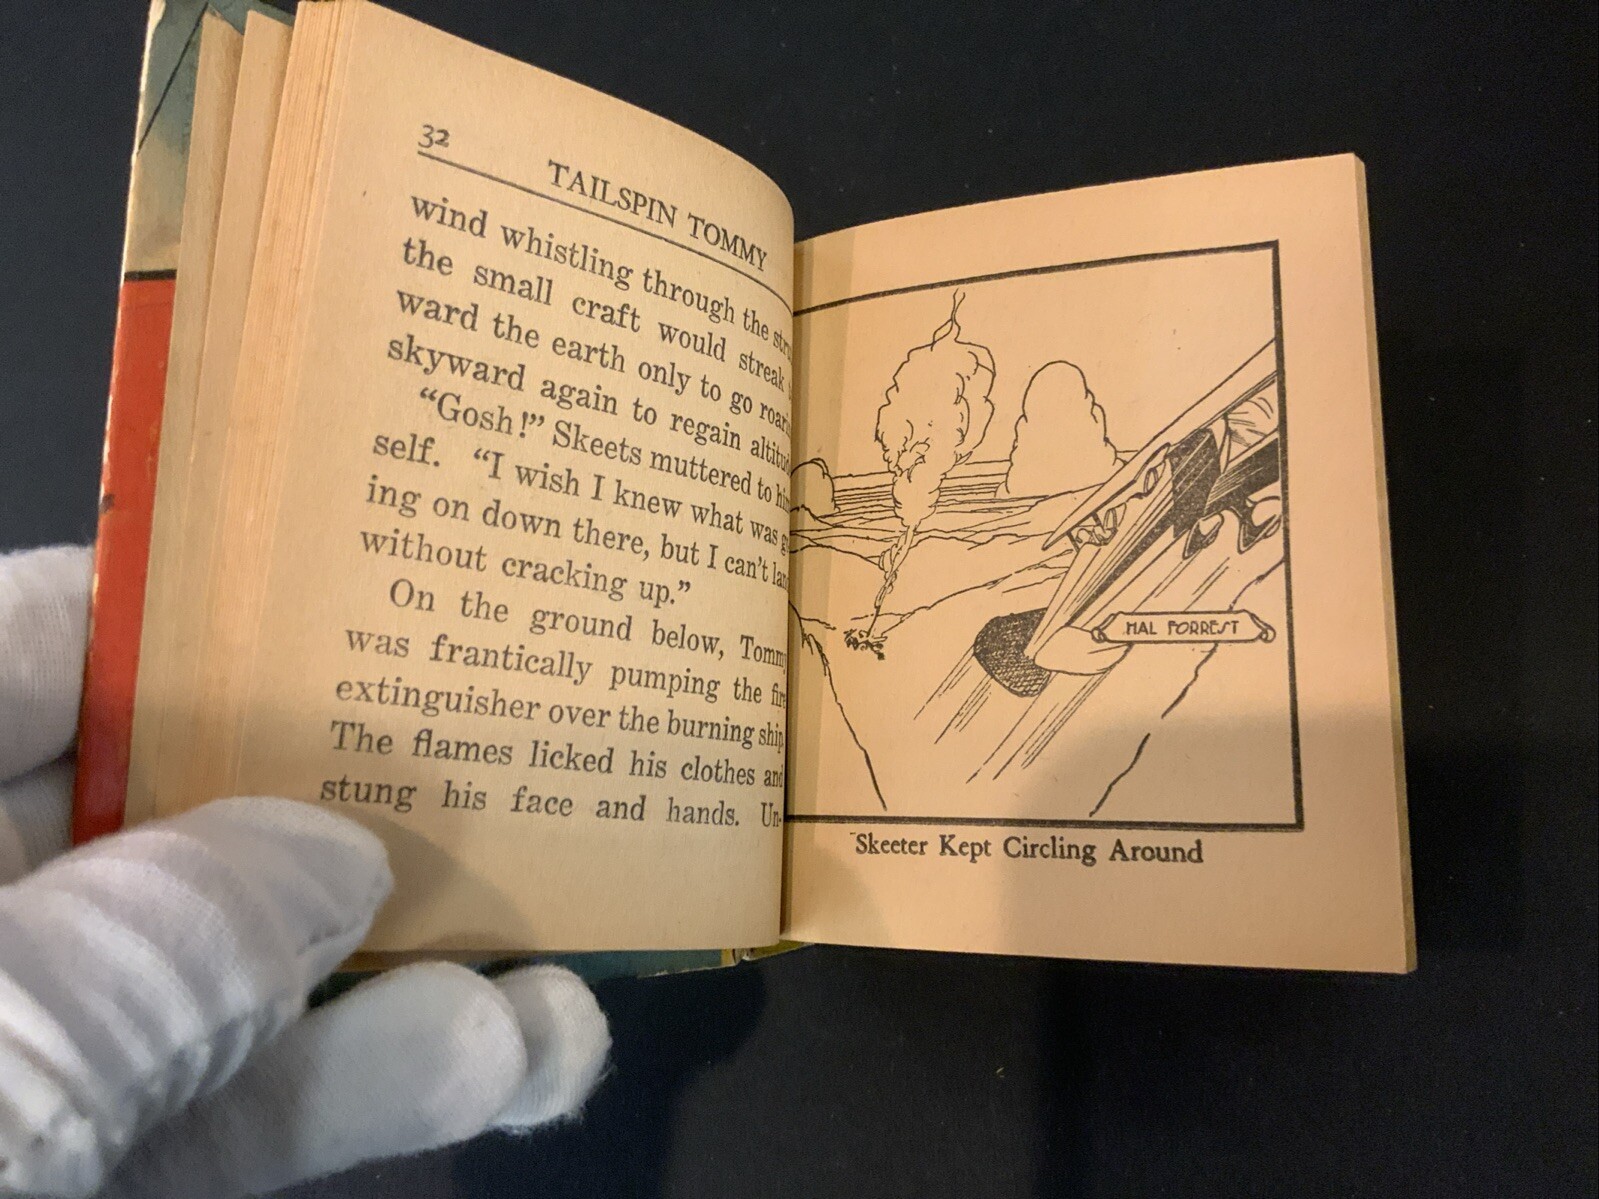 32
TAILSPIN TOMMY
wind whistling through the
the small craft would streak
ward the earth only to go
skyward again to regain
“Gosh!” Skeets muttered to
self. “I wish I knew what was
ing on down there, but I can’t
without cracking up.”
On the ground below, Tommy
was frantically pumping the
extinguisher over the burning ship.
The flames licked his clothes and
stung his face and hands. Un-
HAL FORREST
Skeeter Kept Circling Around